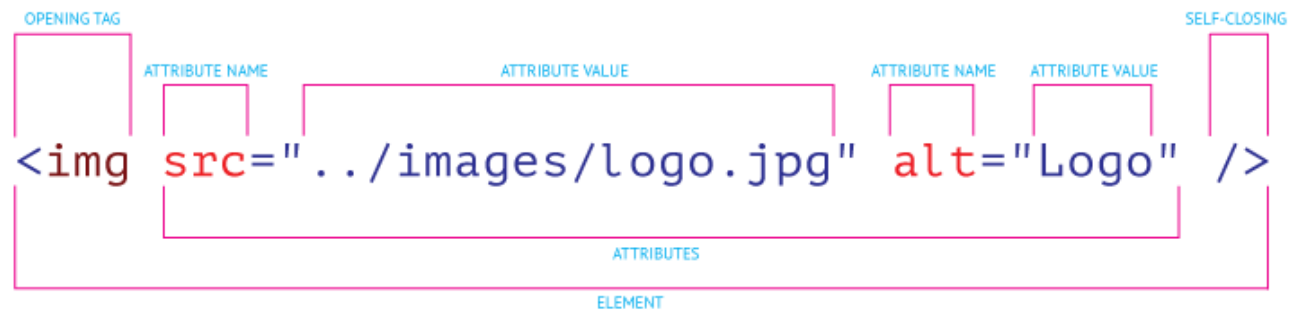 OPENING TAG
SELF-CLOSING
ATTRIBUTE NAME
ATTRIBUTE VALUE
ATTRIBUTE NAME
ATTRIBUTE VALUE
<img src="../images/logo.jpg" alt="Logo" />
ATTRIBUTES
ELEMENT